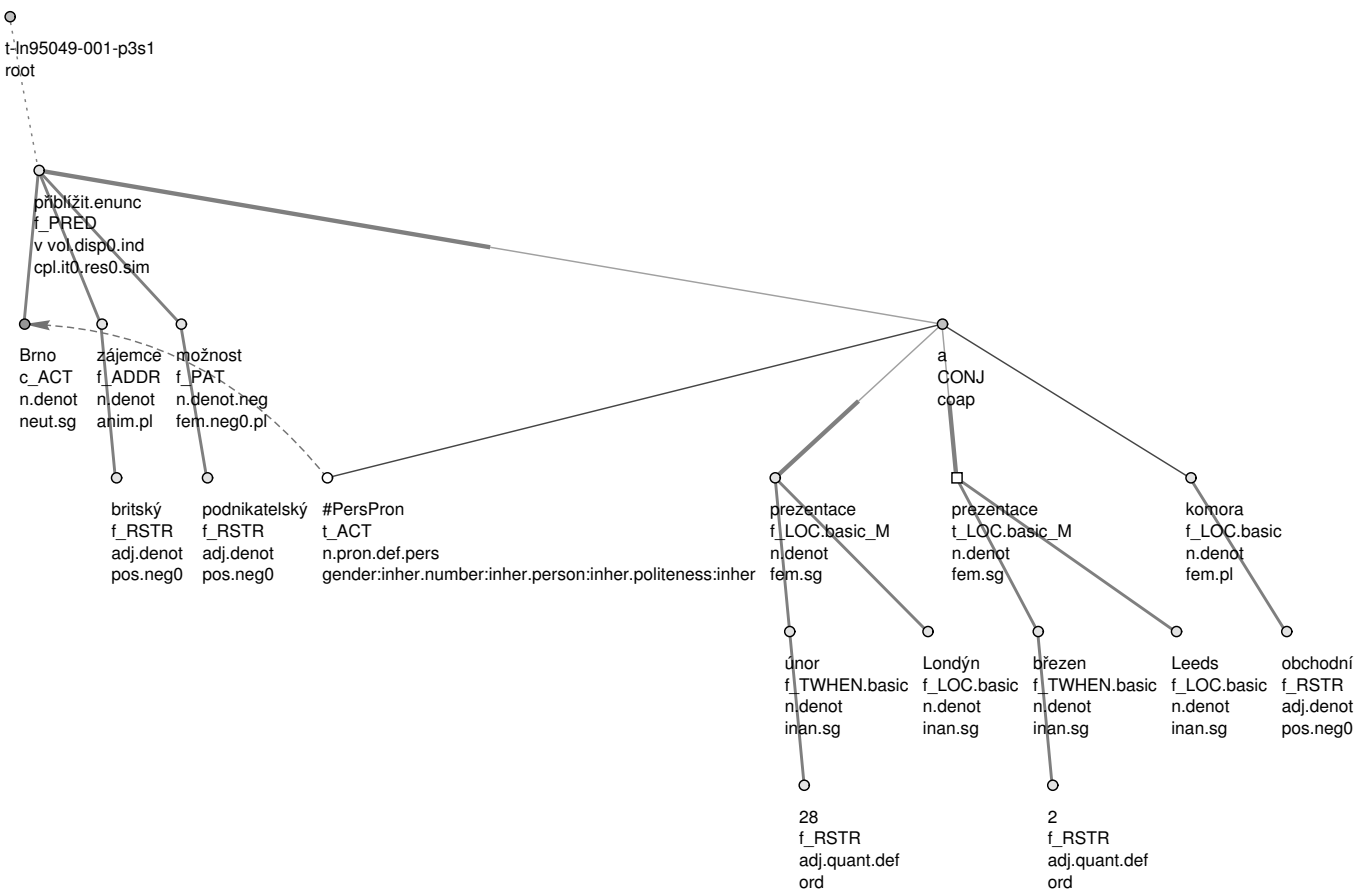 t-ln95049-001-p3s1
root
přiblížit.enunc
f_PRED
v vol.disp0.ind
cpl.it0.res0.sim
Brno
c_ACT
n.denot
neut.sg
zájemce
f_ADDR
n.denot
anim.pl
možnost
f_PAT
n.denot.neg
fem.neg0.pl
a
CONJ
coap
britský
f_RSTR
adj.denot
pos.neg0
podnikatelský
f_RSTR
adj.denot
pos.neg0
#PersPron
t_ACT
n.pron.def.pers
gender:inher.number:inher.person:inher.politeness:inher
prezentace
f_LOC.basic_M
n.denot
fem.sg
prezentace
t_LOC.basic_M
n.denot
fem.sg
komora
f_LOC.basic
n.denot
fem.pl
únor
f_TWHEN.basic
n.denot
inan.sg
Londýn
f_LOC.basic
n.denot
inan.sg
březen
f_TWHEN.basic
n.denot
inan.sg
Leeds
f_LOC.basic
n.denot
inan.sg
obchodní
f_RSTR
adj.denot
pos.neg0
28
f_RSTR
adj.quant.def
ord
2
f_RSTR
adj.quant.def
ord